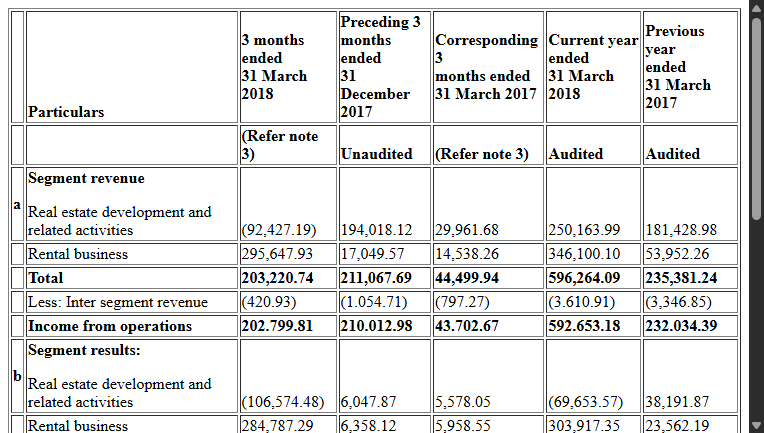 Particulars 3 months ended 31 March 2018 Preceding 3 months ended 31 December 2017 Corresponding 3 months ended 31 March 2017 Current year ended 31 March 2018 Previous year ended 31 March 2017
(Refer note 3) Unaudited (Refer note 3) Audited Audited
a Segment revenue
Real estate development and related activities (92,427.19) 194,018.12 29,961.68 250,163.99 181,428.98
Rental business 295,647.93 17,049.57 14,538.26 346,100.10 53,952.26
Total 203,220.74 211,067.69 44,499.94 596,264.09 235,381.24
Less: Inter segment revenue (420.93) (1.054.71) (797.27) (3.610.91) (3,346.85)
Income from operations 202.799.81 210.012.98 43.702.67 592.653.18 232.034.39
b Segment results:
Real estate development and related activities (106,574.48) 6,047.87 5,578.05 (69,653.57) 38,191.87
Rental business 284,787.29 6,358.12 5,958.55 303,917.35 23,562.19